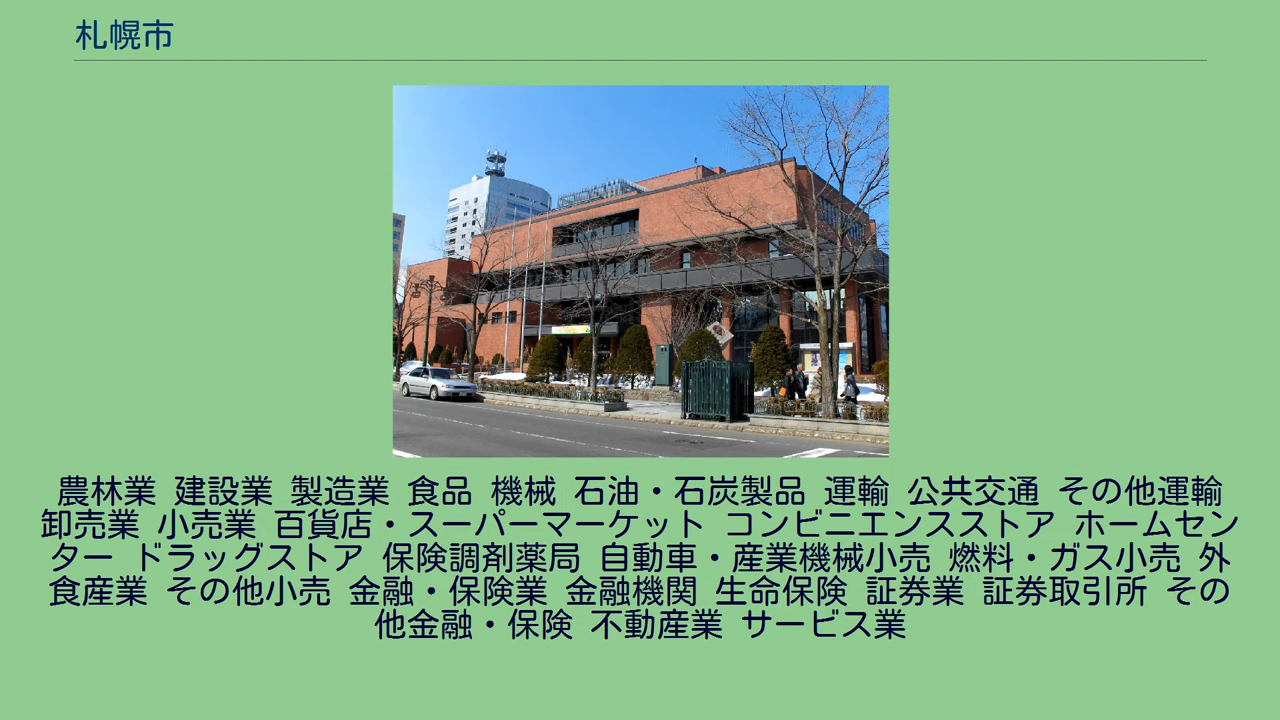 札幌市
農林業 建設業 製造業 食品 機械 石油・石炭製品 運輸 公共交通 その他運輸
卸売業 小売業 百貨店・スーパーマーケット コンビニエンスストア ホームセン
ター ドラッグストア 保険調剤薬局 自動車・産業機械小売 燃料・ガス小売 外
食産業 その他小売 金融・保険業 金融機関 生命保険 証券業 証券取引所 その
他金融・保険 不動産業 サービス業